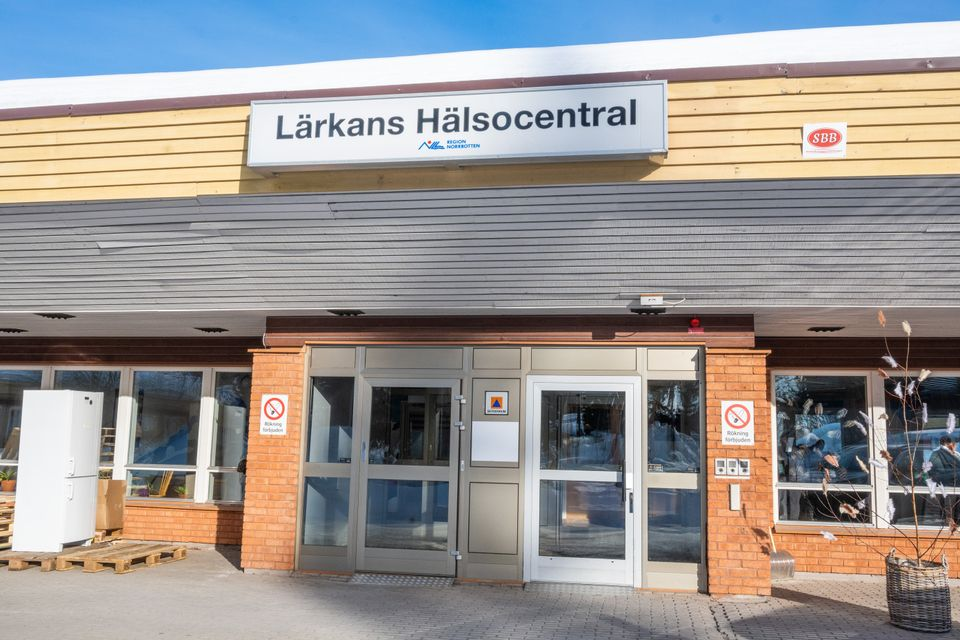 Lärkans Hälsocentral
REGION
NORRBOTTEN
SBB
Rökning
förbjuden
Rökning
förbjuden